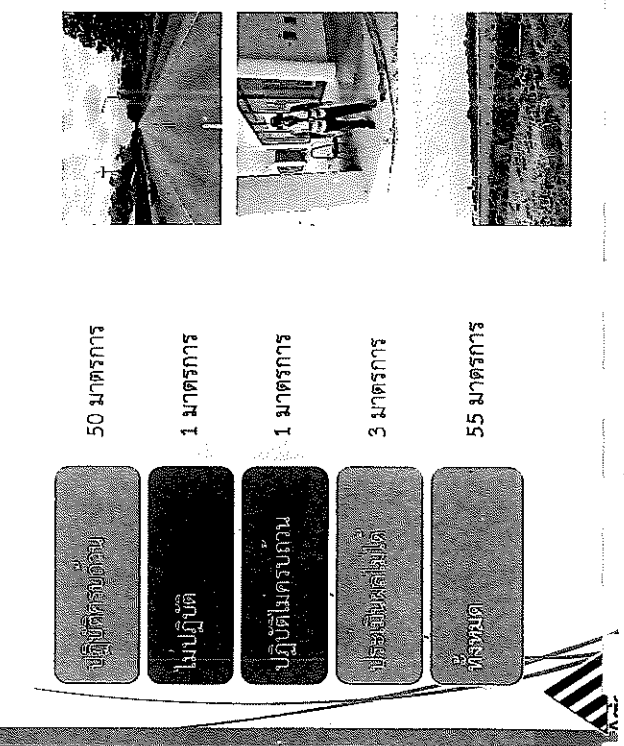 ปฏิบัติครบถ้วน 50 มาตรการ
ไม่ปฏิบัติ 1 มาตรการ
ปฏิบัติไม่ครบถ้วน 1 มาตรการ
ประเมินผลไม่ได้ 3 มาตรการ
ทั้งหมด 55 มาตรการ